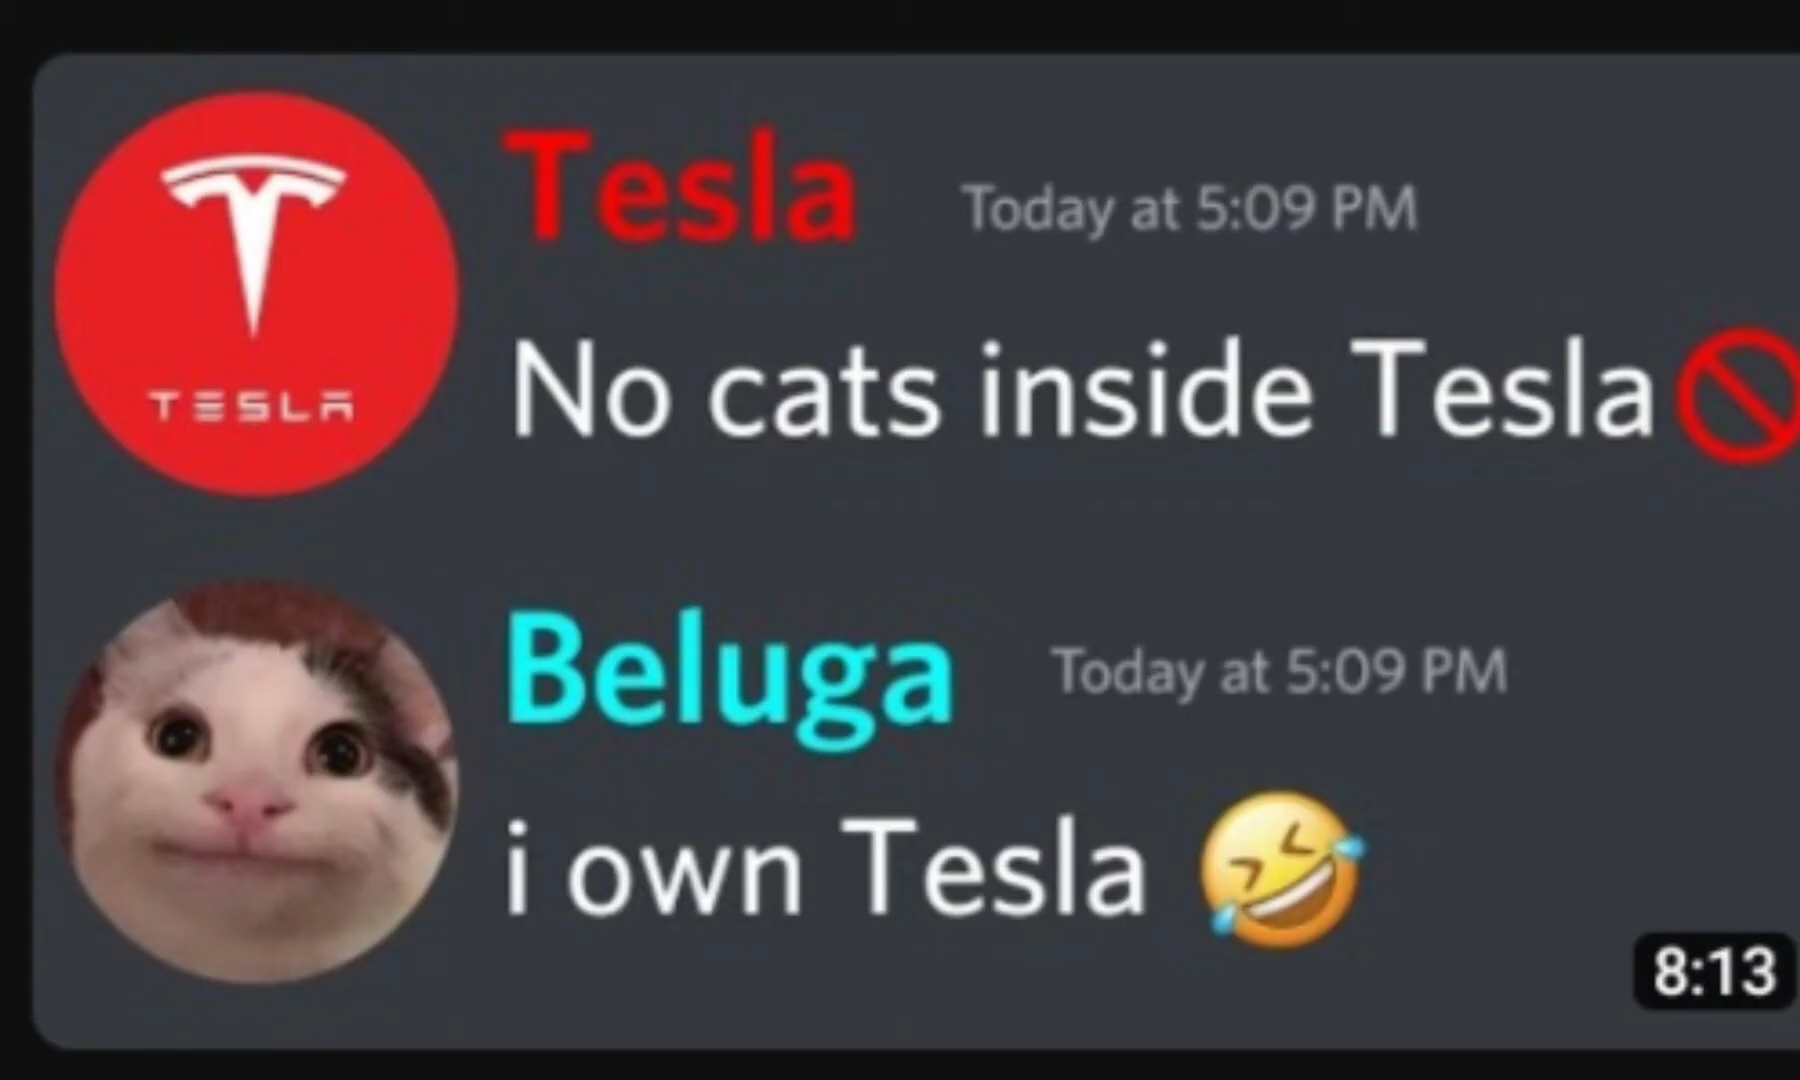 Tesla Today at 5:09 PM
No cats inside Tesla🚫
TESLA
Beluga Today at 5:09 PM
i own Tesla 🤣
8:13